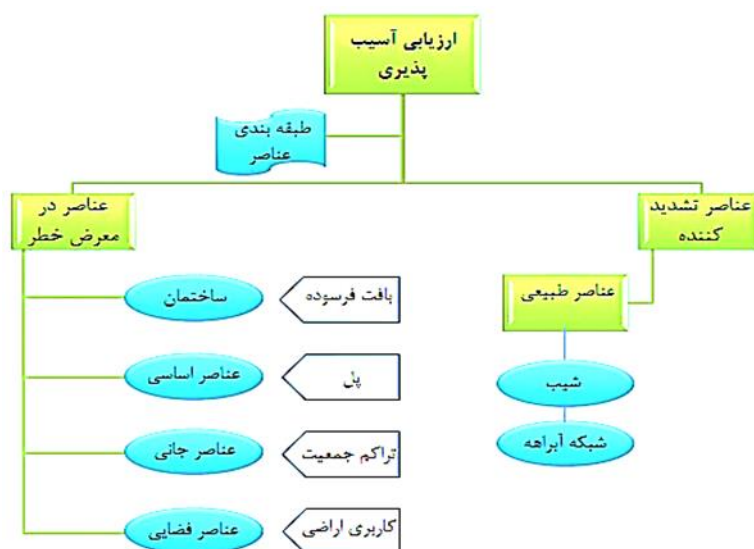 ارزیابی آسیب
پذیری
طبقه بندی
عناصر
عناصر تشدید
کننده
عناصر در
معرض خطر
عناصر طبیعی
شیب
شبکه آبراهه
بافت فرسوده
ساختمان
پل
عناصر اساسی
تراکم جمعیت
عناصر جانی
کاربری اراضی
عناصر فضایی